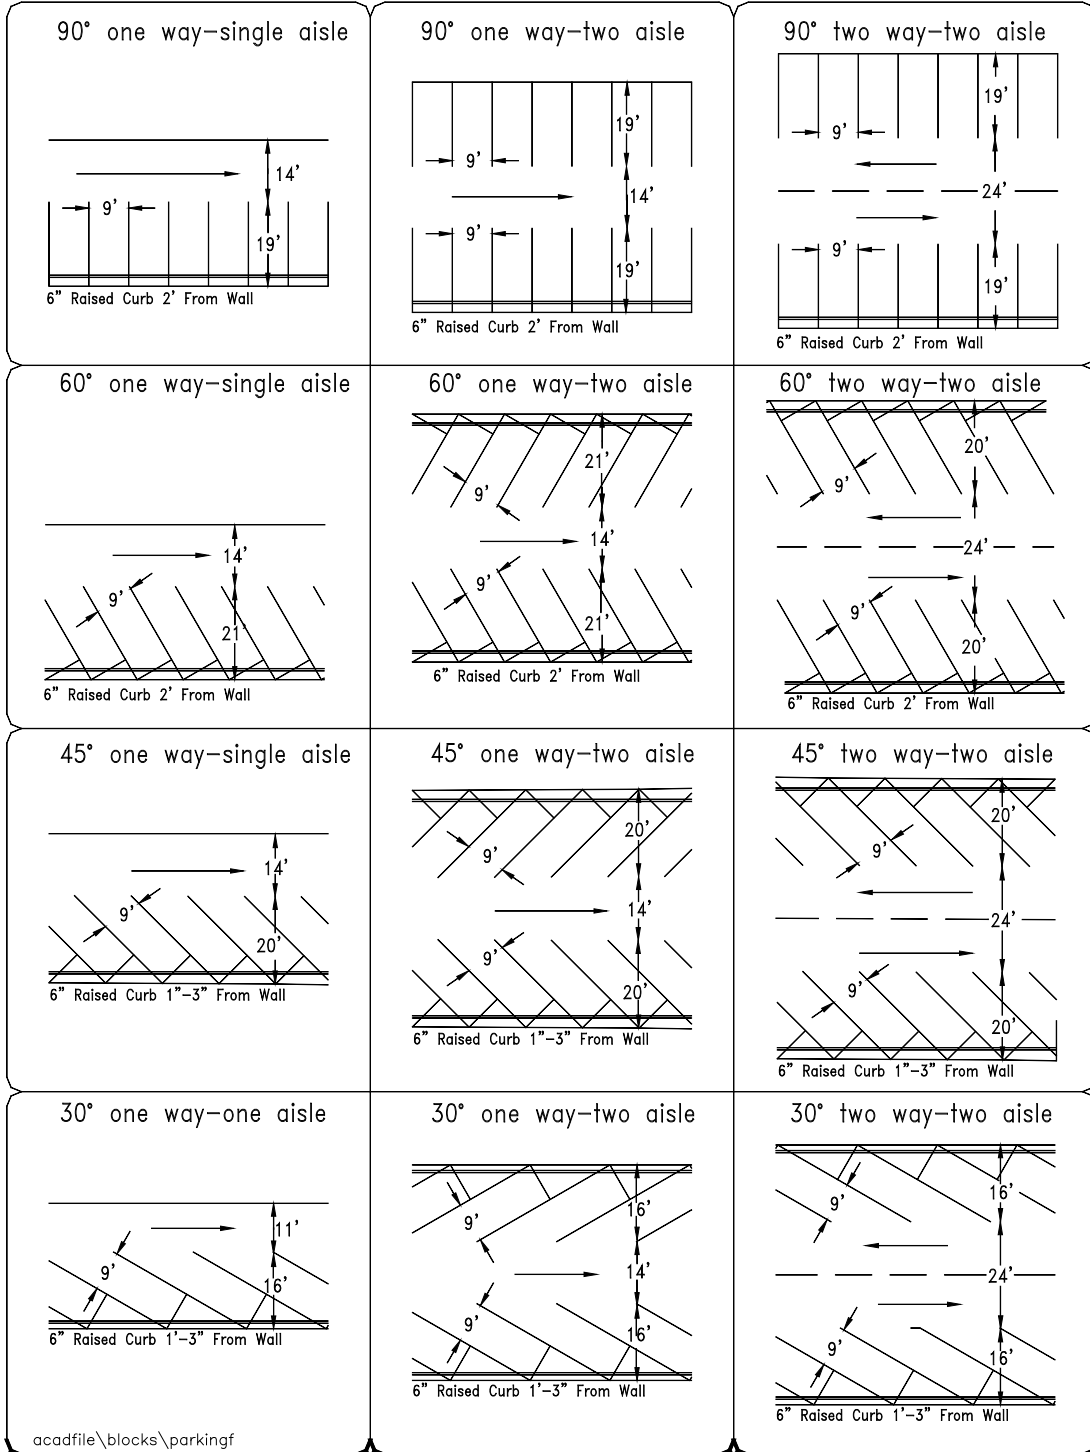 90° one way-single aisle
14'
9'
19'
6" Raised Curb 2' From Wall
90° one way-two aisle
19'
9'
14'
9'
19'
6" Raised Curb 2' From Wall
90° two way-two aisle
19'
9'
24'
9'
19'
6" Raised Curb 2' From Wall
60° one way-single aisle
14'
9'
21'
6" Raised Curb 2' From Wall
60° one way-two aisle
21'
9'
14'
9'
21'
6" Raised Curb 2' From Wall
60° two way-two aisle
20'
9'
24'
9'
20'
6" Raised Curb 2' From Wall
45° one way-single aisle
14'
9'
20'
6" Raised Curb 1"-3" From Wall
45° one way-two aisle
20'
9'
14'
9'
20'
6" Raised Curb 1"-3" From Wall
45° two way-two aisle
20'
9'
24'
9'
20'
6" Raised Curb 1"-3" From Wall
30° one way-one aisle
11'
9'
16'
6" Raised Curb 1'-3" From Wall
30° one way-two aisle
16'
9'
14'
9'
16'
6" Raised Curb 1'-3" From Wall
30° two way-two aisle
16'
9'
24'
9'
16'
6" Raised Curb 1'-3" From Wall
acadfile\blocks\parkingf